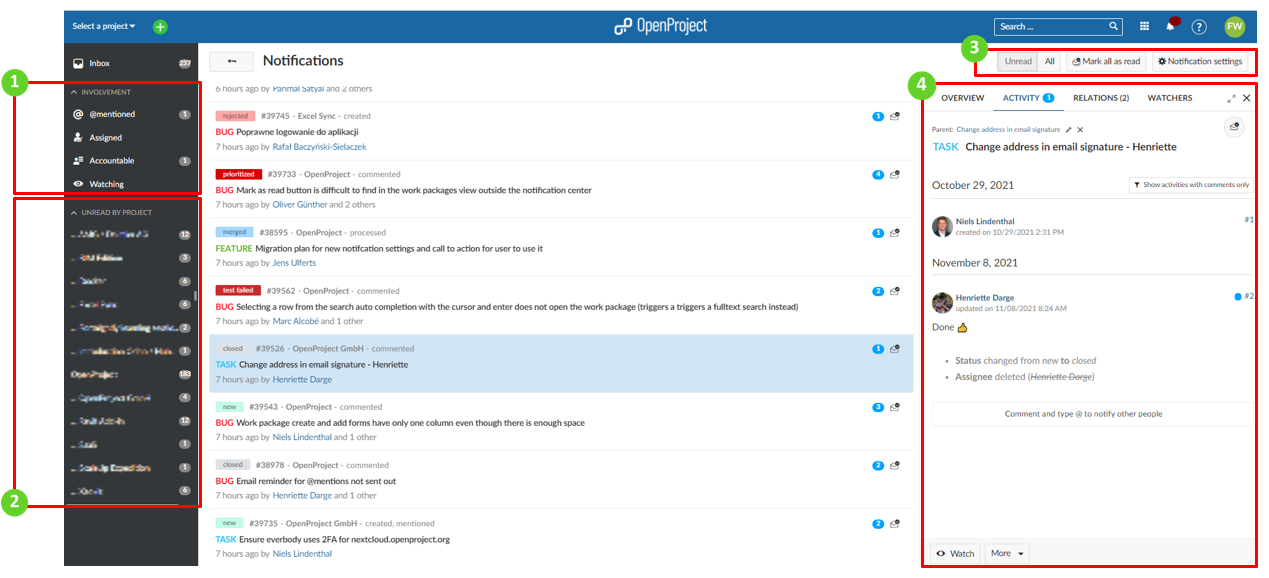 Select a project
OpenProject
Search ...
?
FW
Inbox
237
Notifications
3
Unread
All
Mark all as read
Notification settings
1
INVOLVEMENT
@mentioned
1
Assigned
Accountable
1
Watching
2
UNREAD BY PROJECT
12
3
6
6
2
1
OpenProject
183
4
12
1
1
6
6 hours ago by Parimal Satyal and 2 others
rejected #39745 - Excel Sync - created
1
BUG Poprawne logowanie do aplikacji
7 hours ago by Rafał Baczyński-Sielaczek
prioritized #39733 - OpenProject - commented
4
BUG Mark as read button is difficult to find in the work packages view outside the notification center
7 hours ago by Oliver Günther and 2 others
merged #38595 - OpenProject - processed
1
FEATURE Migration plan for new notifcation settings and call to action for user to use it
7 hours ago by Jens Ulferts
test failed #39562 - OpenProject - commented
2
BUG Selecting a row from the search auto completion with the cursor and enter does not open the work package (triggers a triggers a fulltext search instead)
7 hours ago by Marc Alcobé and 1 other
closed #39526 - OpenProject GmbH - commented
1
TASK Change address in email signature - Henriette
7 hours ago by Henriette Darge
new #39543 - OpenProject - commented
3
BUG Work package create and add forms have only one column even though there is enough space
7 hours ago by Niels Lindenthal and 1 other
closed #38978 - OpenProject - commented
2
BUG Email reminder for @mentions not sent out
7 hours ago by Henriette Darge and 1 other
new #39735 - OpenProject GmbH - created, mentioned
2
TASK Ensure everbody uses 2FA for nextcloud.openproject.org
7 hours ago by Niels Lindenthal
4
OVERVIEW ACTIVITY 1 RELATIONS (2) WATCHERS
Parent: Change address in email signature
TASK Change address in email signature - Henriette
October 29, 2021
Show activities with comments only
Niels Lindenthal
#1
created on 10/29/2021 2:31 PM
November 8, 2021
Henriette Darge
#2
updated on 11/08/2021 8:24 AM
Done 👍
• Status changed from new to closed
• Assignee deleted (Henriette Darge)
Comment and type @ to notify other people
Watch
More